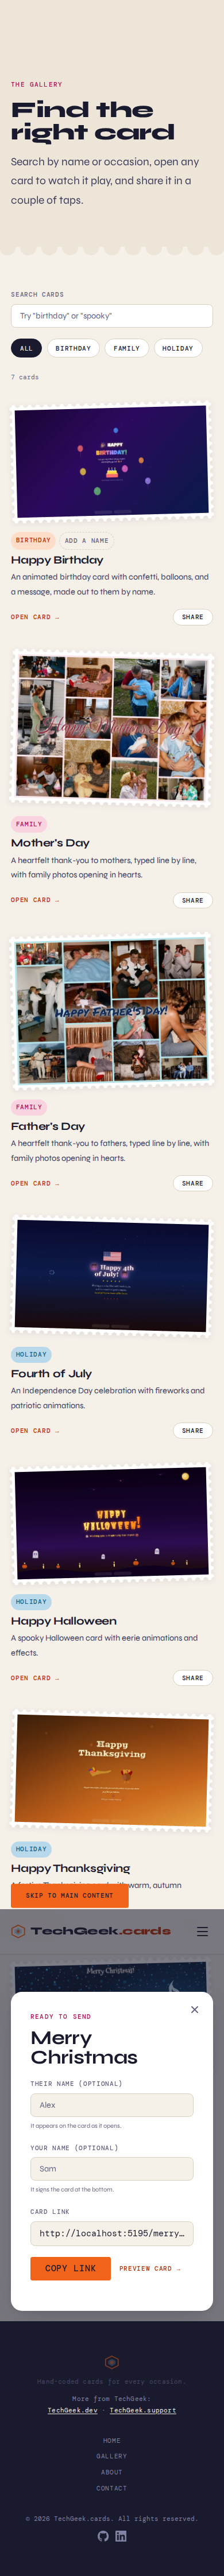 THE GALLERY
Find the
right card
Search by name or occasion, open any
card to watch it play, and share it in a
couple of taps.
SEARCH CARDS
Try "birthday" or "spooky"
ALL
BIRTHDAY
FAMILY
HOLIDAY
7 cards
HAPPY
BIRTHDAY!
BIRTHDAY
ADD A NAME
Happy Birthday
An animated birthday card with confetti, balloons, and
a message, made out to them by name.
OPEN CARD →
SHARE
Happy Mother's Day!
FAMILY
Mother's Day
A heartfelt thank-you to mothers, typed line by line,
with family photos opening in hearts.
OPEN CARD →
SHARE
HAPPY FATHER'S DAY!
FAMILY
Father's Day
A heartfelt thank-you to fathers, typed line by line, with
family photos opening in hearts.
OPEN CARD →
SHARE
Happy 4th
of July!
HOLIDAY
Fourth of July
An Independence Day celebration with fireworks and
patriotic animations.
OPEN CARD →
SHARE
HAPPY
HALLOWEEN!
HOLIDAY
Happy Halloween
A spooky Halloween card with eerie animations and
effects.
OPEN CARD →
SHARE
Happy
Thanksgiving
HOLIDAY
Happy Thanksgiving
autumn
SKIP TO MAIN CONTENT
TechGeek.cards
Merry Christmas!
READY TO SEND
Merry
Christmas
THEIR NAME (OPTIONAL)
Alex
It appears on the card as it opens.
YOUR NAME (OPTIONAL)
Sam
It signs the card at the bottom.
CARD LINK
http://localhost:5195/merry…
COPY LINK
PREVIEW CARD →
Hand-coded cards for every occasion.
More from TechGeek:
TechGeek.dev · TechGeek.support
HOME
GALLERY
ABOUT
CONTACT
© 2026 TechGeek.cards. All rights reserved.